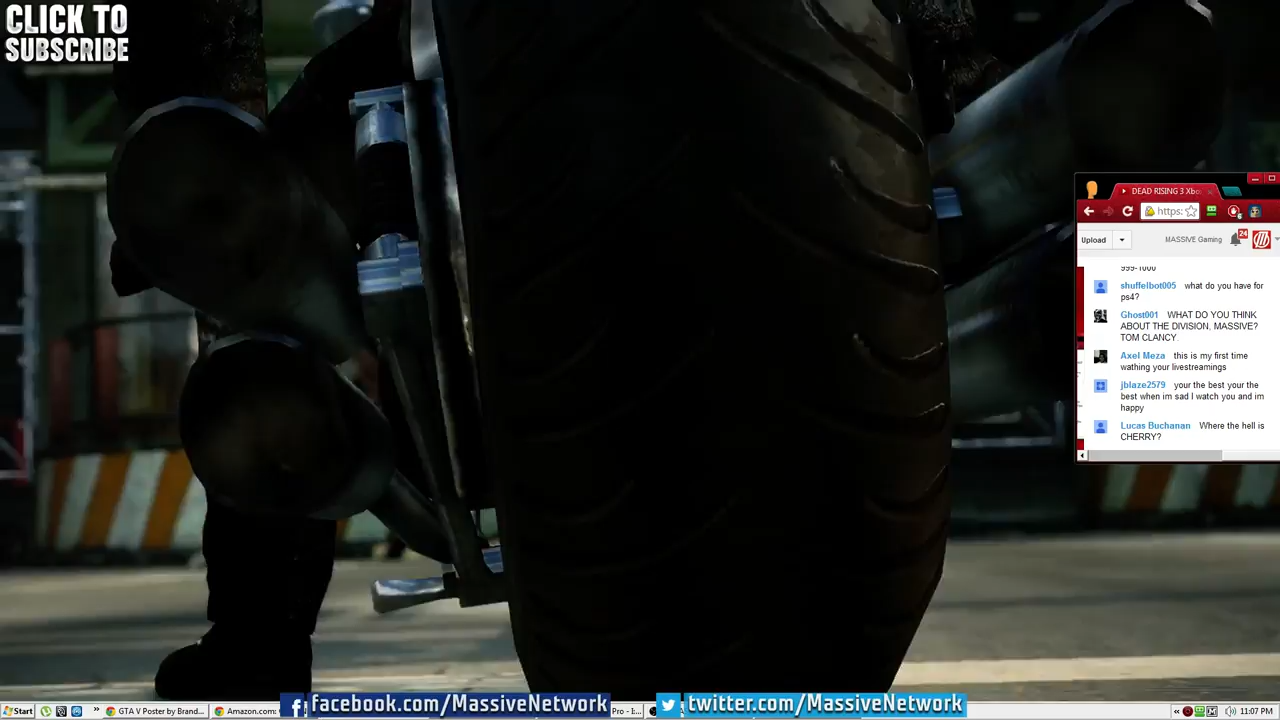 CLICK TO
SUBSCRIBE
DEAD RISING 3 Xbo
https:
Upload
MASSIVE Gaming
24
999-1000
shuffelbot005 what do you have for
ps4?
Ghost001 WHAT DO YOU THINK
ABOUT THE DIVISION, MASSIVE?
TOM CLANCY.
Axel Meza this is my first time
wathing your livestreamings
jblaze2579 your the best your the
best when im sad I watch you and im
happy
Lucas Buchanan Where the hell is
CHERRY?
facebook.com/MassiveNetwork
twitter.com/MassiveNetwork
Start
GTA V Poster by Brand...
Amazon.com:
Pro - I...
11:07 PM